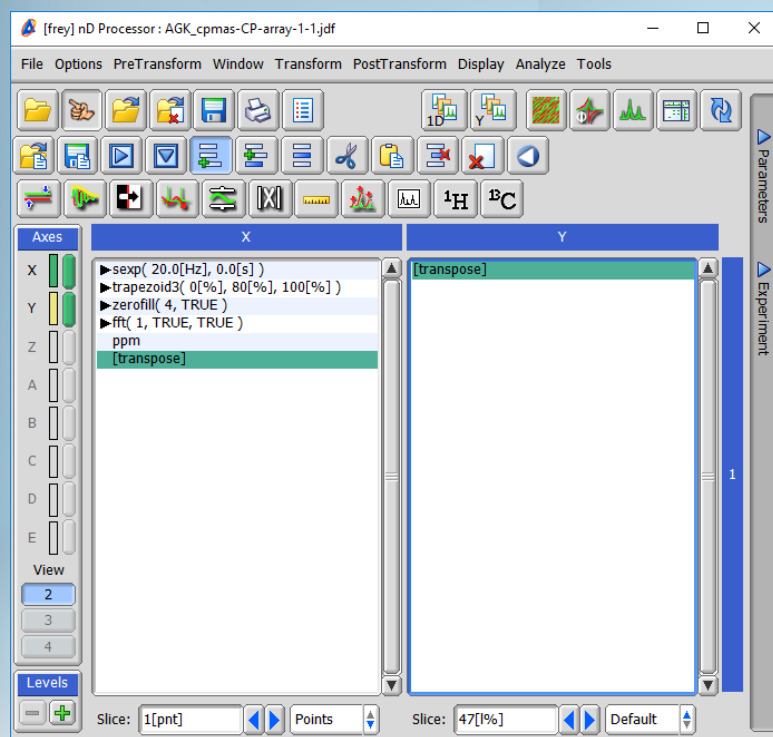 [frey] nD Processor : AGK_cpmas-CP-array-1-1.jdf
File Options PreTransform Window Transform PostTransform Display Analyze Tools
1D Y Φ
¹H ¹³C
Axes X Y
X
Y
Z
A
B
C
D
E
View
2
3
4
Levels
sexp( 20.0[Hz], 0.0[s] )
trapezoid3( 0[%], 80[%], 100[%] )
zerofill( 4, TRUE )
fft( 1, TRUE, TRUE )
ppm
[transpose]
[transpose]
1
Slice: 1[pnt] Points Slice: 47[l%] Default
Parameters
Experiment